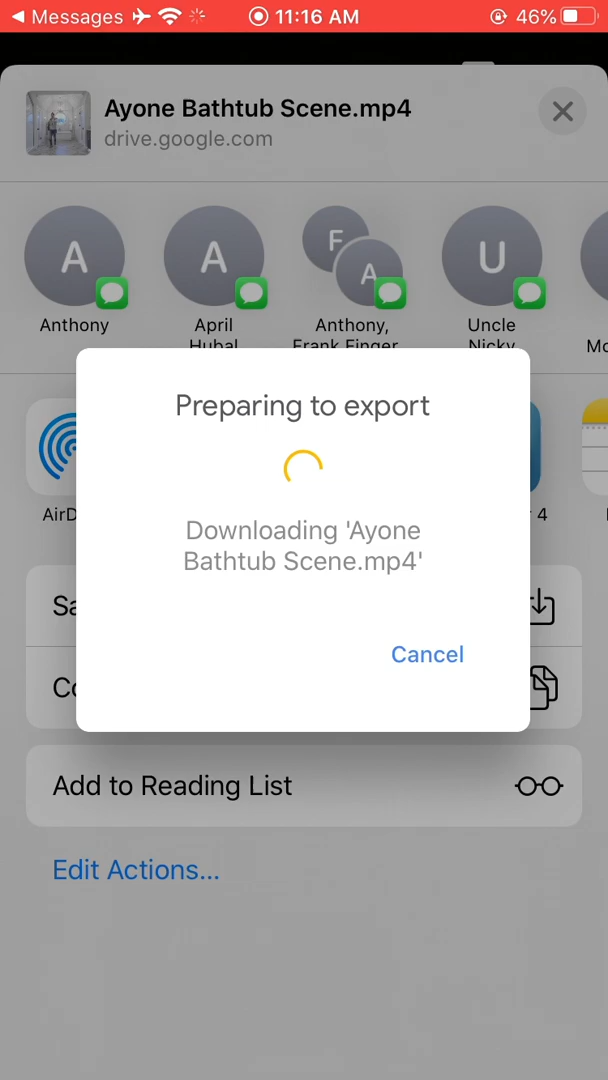 Messages 11:16 AM 46%
Ayone Bathtub Scene.mp4
drive.google.com
A
A
F
A
U
Anthony
April
Hubal
Anthony,
Frank Finger
Uncle
Nicky
Preparing to export
Downloading 'Ayone
Bathtub Scene.mp4'
Cancel
AirD
4
Sa
Co
Add to Reading List
Edit Actions...